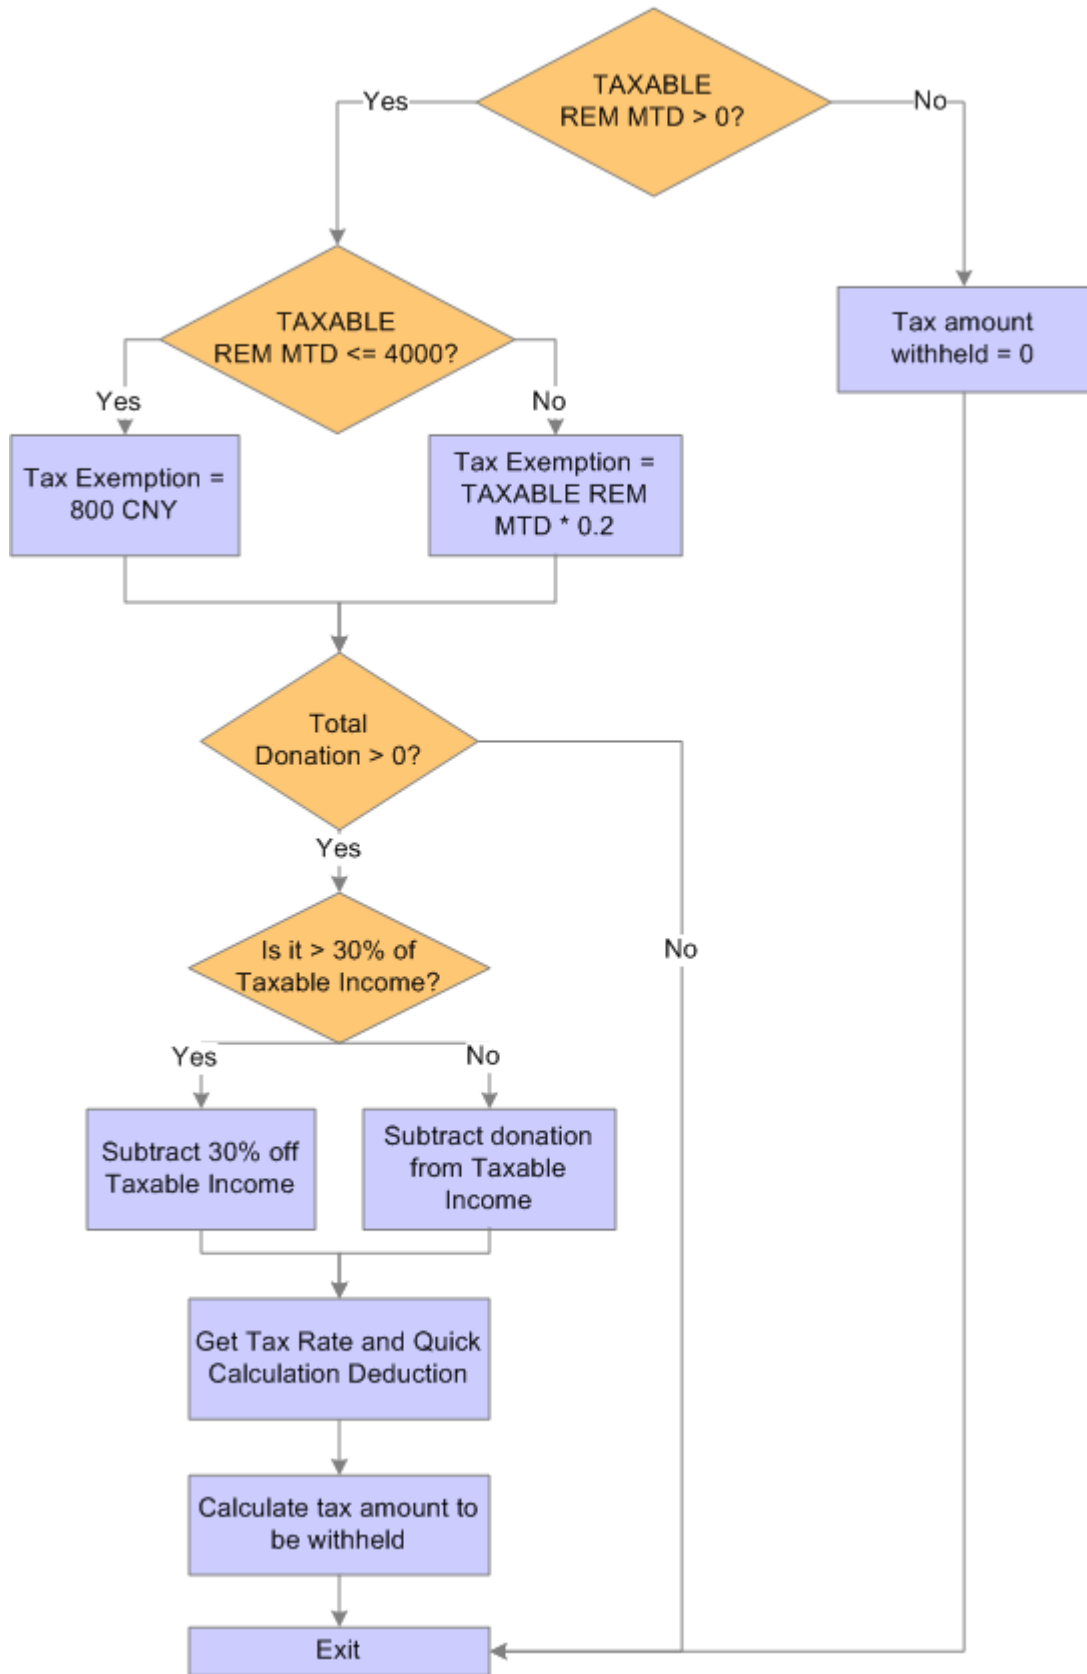 TAXABLE
REM MTD > 0?
Yes
No
TAXABLE
REM MTD <= 4000?
Tax amount
withheld = 0
Yes
No
Tax Exemption =
800 CNY
Tax Exemption =
TAXABLE REM
MTD * 0.2
Total
Donation > 0?
Yes
No
Is it > 30% of
Taxable Income?
Yes
No
Subtract 30% off
Taxable Income
Subtract donation
from Taxable
Income
Get Tax Rate and Quick
Calculation Deduction
Calculate tax amount to
be withheld
Exit